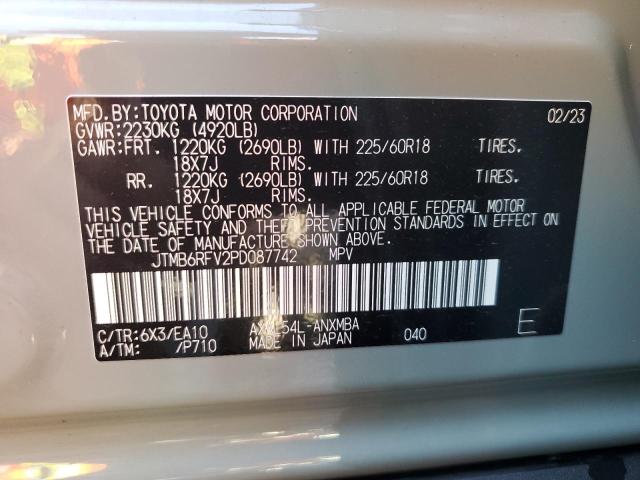 MFD.BY:TOYOTA MOTOR CORPORATION 02/23
GVWR:2230KG (4920LB)
GAWR:FRT. 1220KG (2690LB) WITH 225/60R18 TIRES.
18X7J RIMS.
RR. 1220KG (2690LB) WITH 225/60R18 TIRES.
18X7J RIMS.
THIS VEHICLE CONFORMS TO ALL APPLICABLE FEDERAL MOTOR
VEHICLE SAFETY AND THEFT PREVENTION STANDARDS IN EFFECT ON
THE DATE OF MANUFACTURE SHOWN ABOVE.
JTMB6RFV2PD087742 MPV
C/TR:6X3/EA10 -ANXMBA
A/TM: /P710 MADE IN JAPAN 040 E